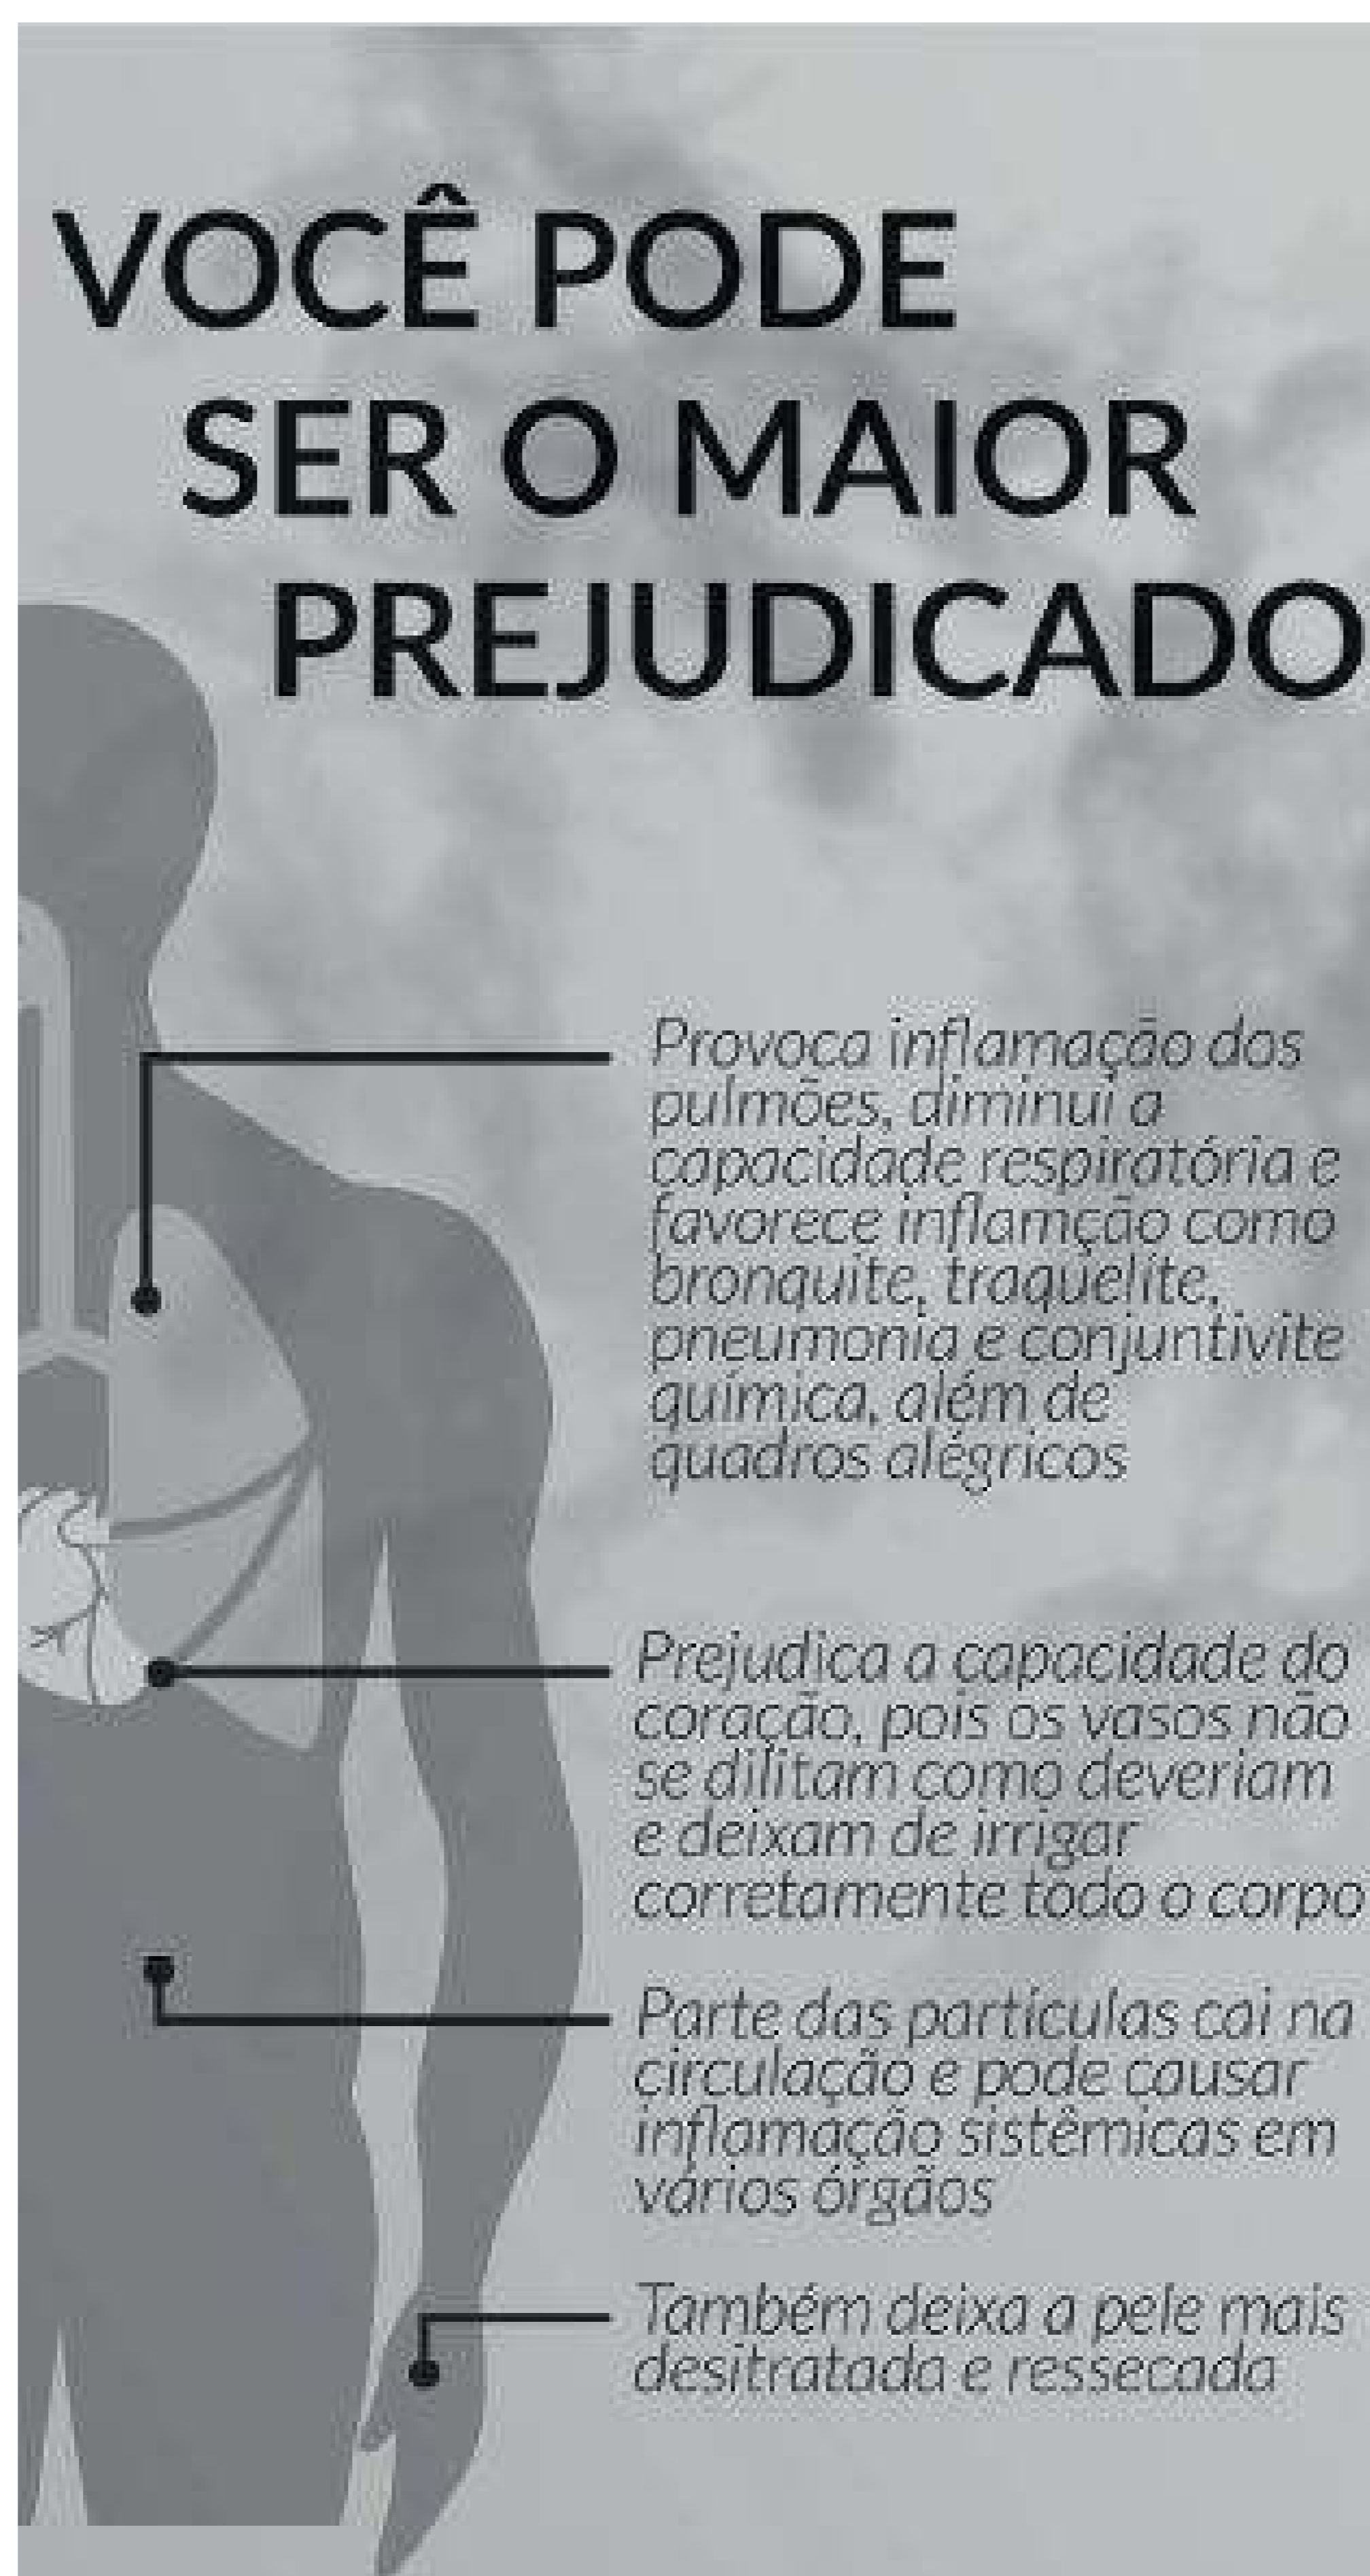 VOCÊ PODE
SER O MAIOR
PREJUDICADO
Provoca inflamação dos
pulmões, diminui a
capacidade respiratória e
favorece inflamção como
bronquite, traquelite,
pneumonia e conjuntivite
química, além de
quadros alégricos
Prejudica a capacidade do
coração, pois os vasos não
se dilitam como deveriam
e deixam de irrigar
corretamente todo o corpo
Parte das partículas cai na
circulação e pode causar
inflamação sistêmicas em
vários órgãos
Também deixa a pele mais
desitratada e ressecada